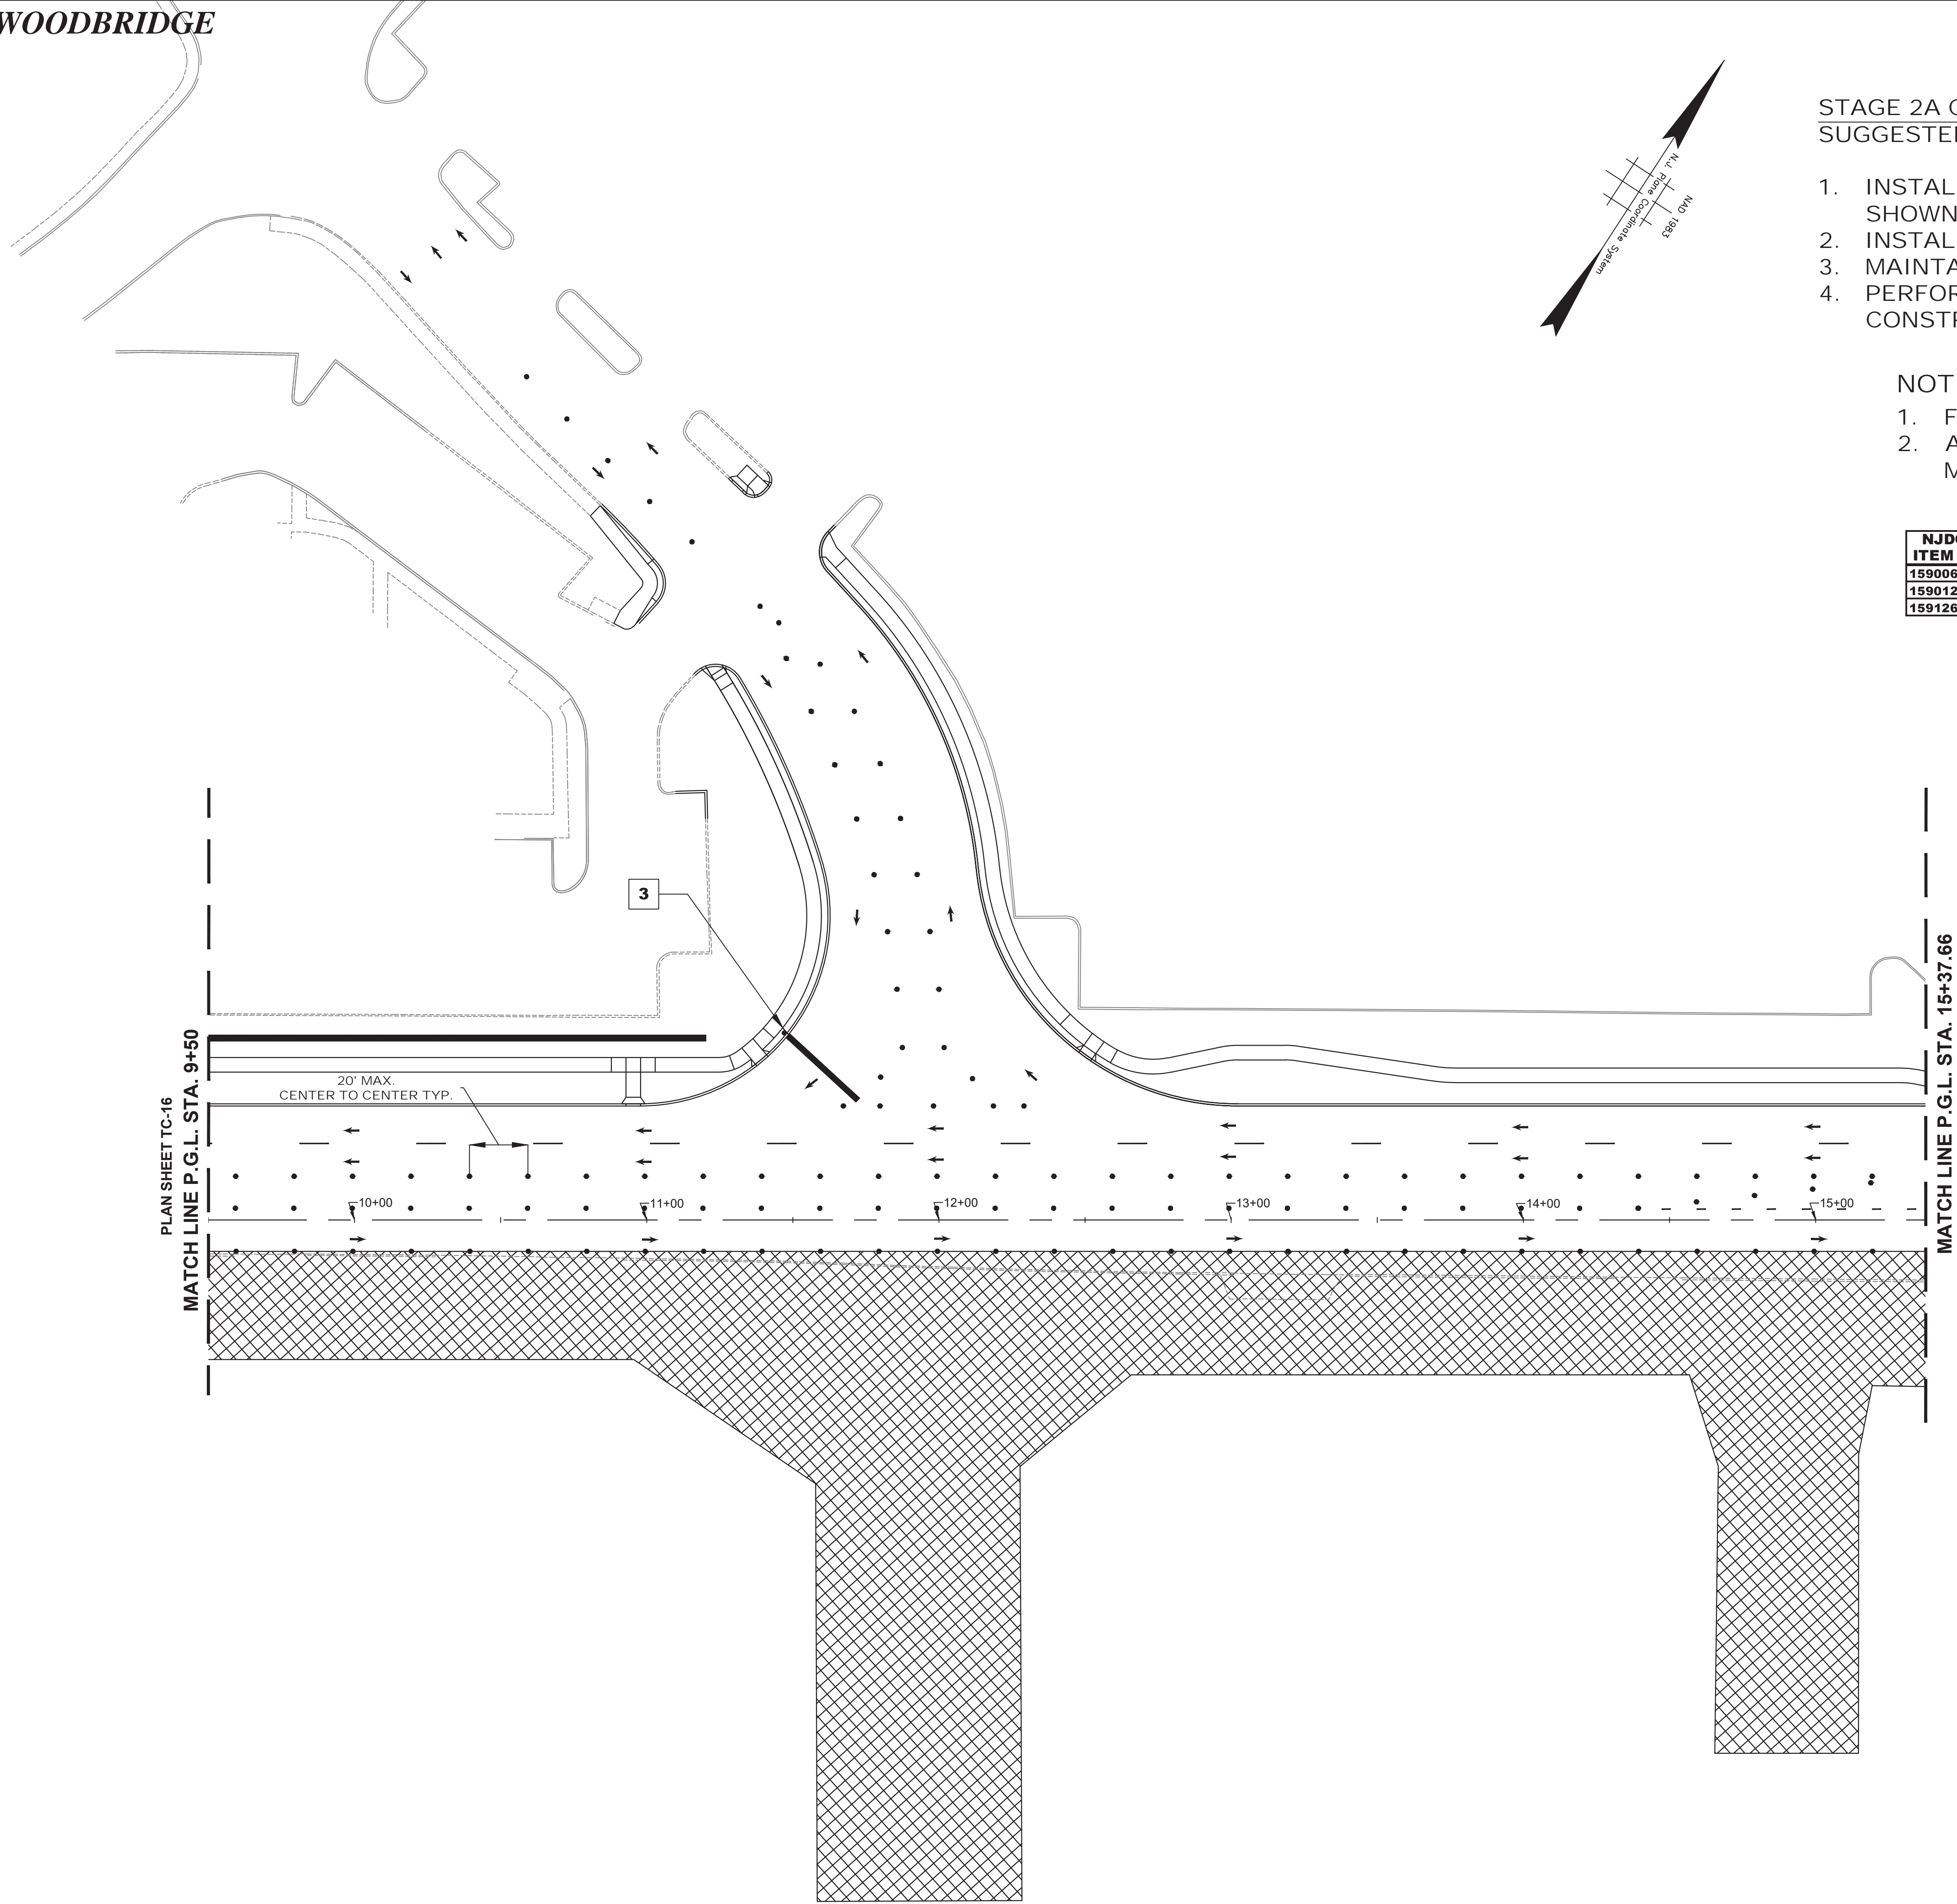 WOODBRIDGE
N.J. Plane Coordinate System
NAD 1983
STAGE 2A
SUGGESTE
1. INSTAL
SHOWN
2. INSTAL
3. MAINTA
4. PERFOR
CONST
NOT
1. F
2. A
M
NJD
ITEM
159006
159012
159126
3
20' MAX.
CENTER TO CENTER TYP.
PLAN SHEET TC-16
MATCH LINE P.G.L. STA. 9+50
MATCH LINE P.G.L. STA. 15+37.66
10+00
11+00
12+00
13+00
14+00
15+00